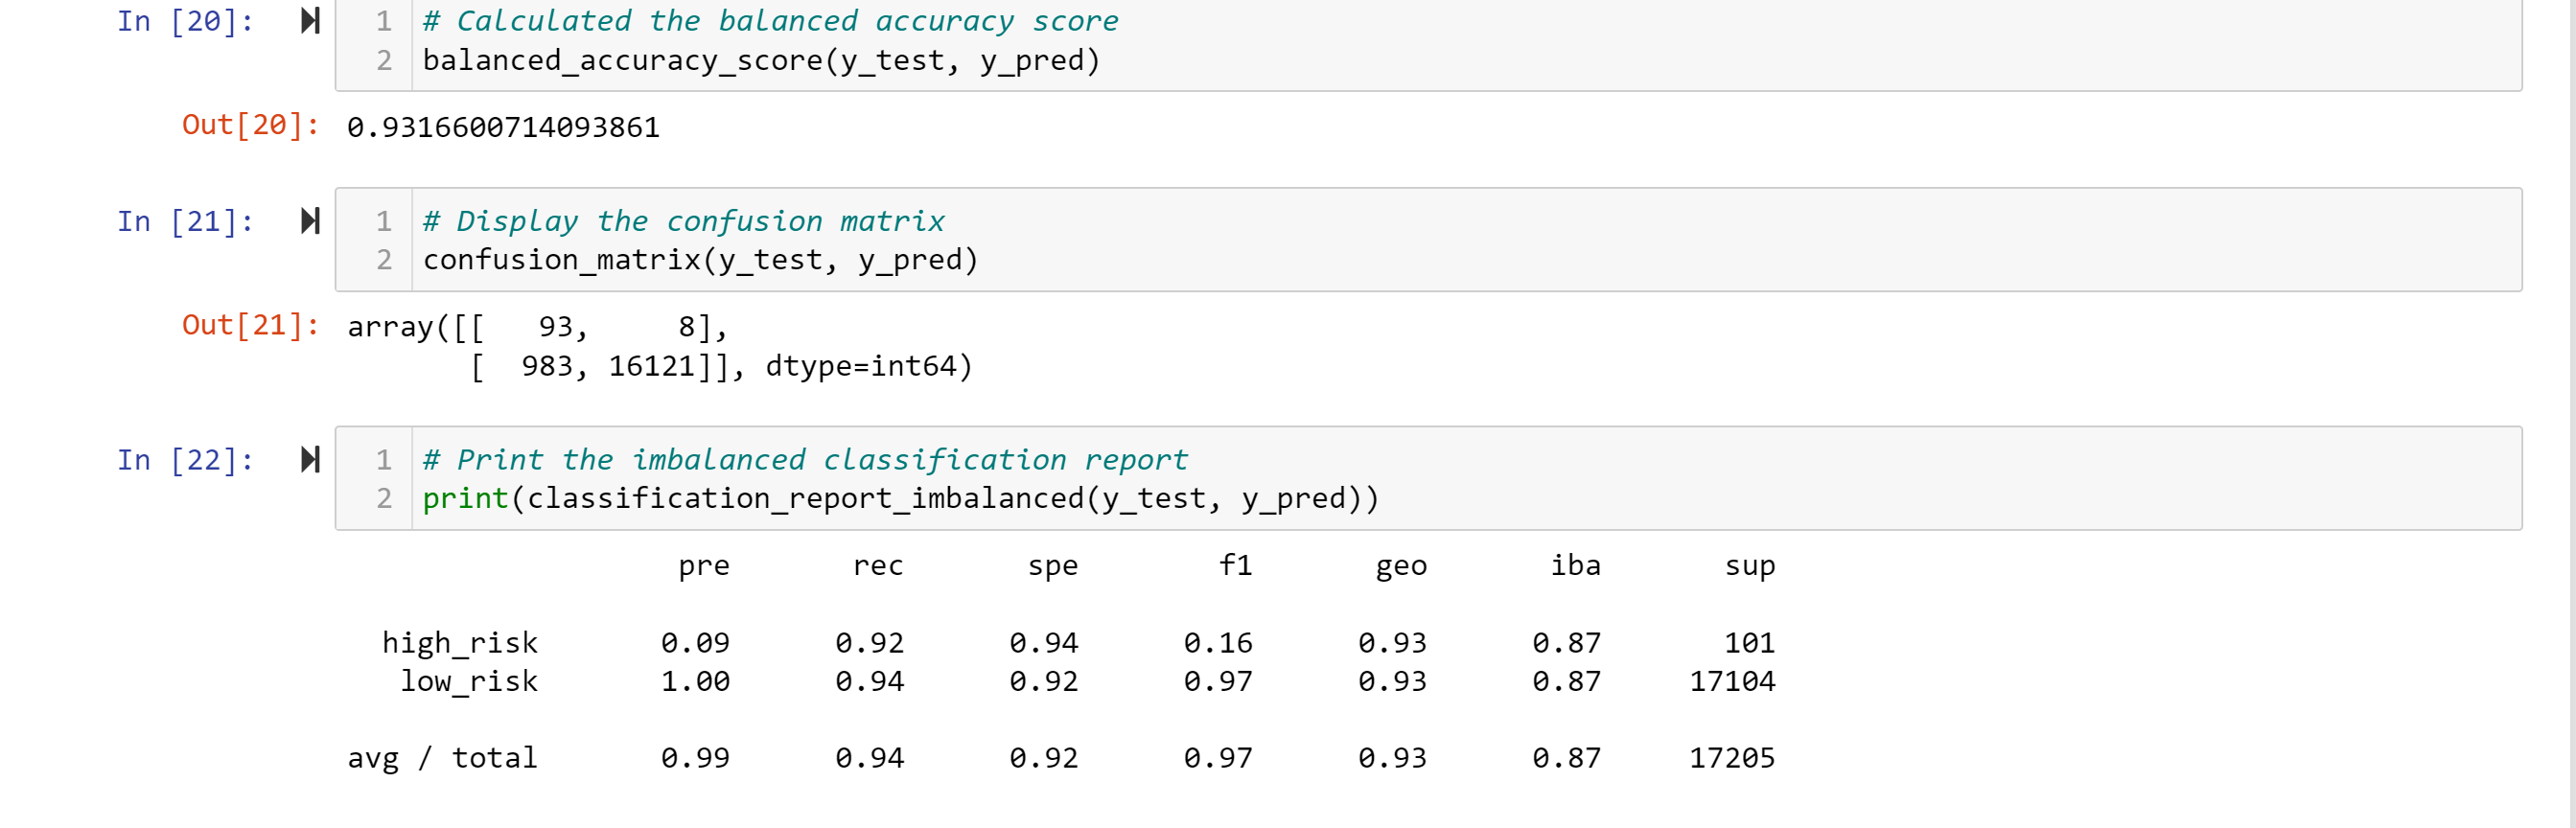 In [20]: 1 # Calculated the balanced accuracy score
2 balanced_accuracy_score(y_test, y_pred)
Out[20]: 0.9316600714093861
In [21]: 1 # Display the confusion matrix
2 confusion_matrix(y_test, y_pred)
Out[21]: array([[   93,     8],
       [  983, 16121]], dtype=int64)
In [22]: 1 # Print the imbalanced classification report
2 print(classification_report_imbalanced(y_test, y_pred))
pre rec spe f1 geo iba sup
high_risk 0.09 0.92 0.94 0.16 0.93 0.87 101
low_risk 1.00 0.94 0.92 0.97 0.93 0.87 17104
avg / total 0.99 0.94 0.92 0.97 0.93 0.87 17205